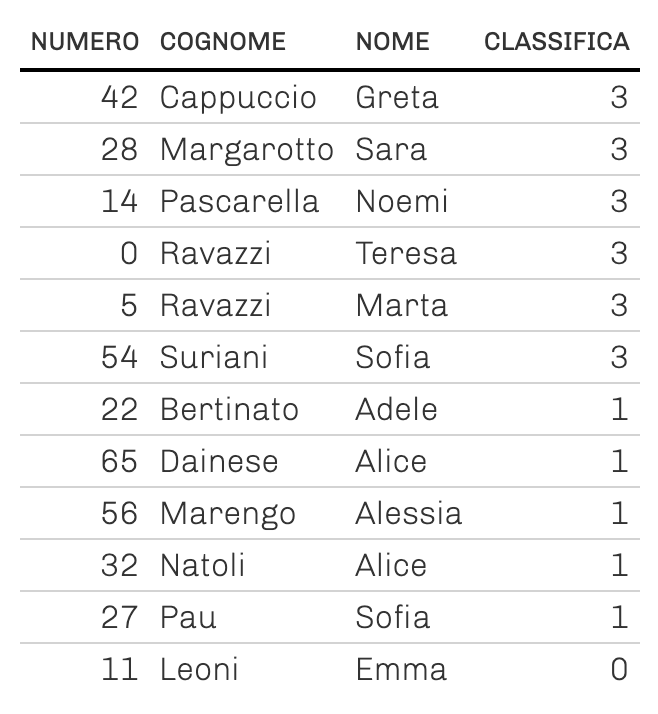 NUMERO COGNOME NOME CLASSIFICA
42 Cappuccio Greta 3
28 Margarotto Sara 3
14 Pascarella Noemi 3
0 Ravazzi Teresa 3
5 Ravazzi Marta 3
54 Suriani Sofia 3
22 Bertinato Adele 1
65 Dainese Alice 1
56 Marengo Alessia 1
32 Natoli Alice 1
27 Pau Sofia 1
11 Leoni Emma 0